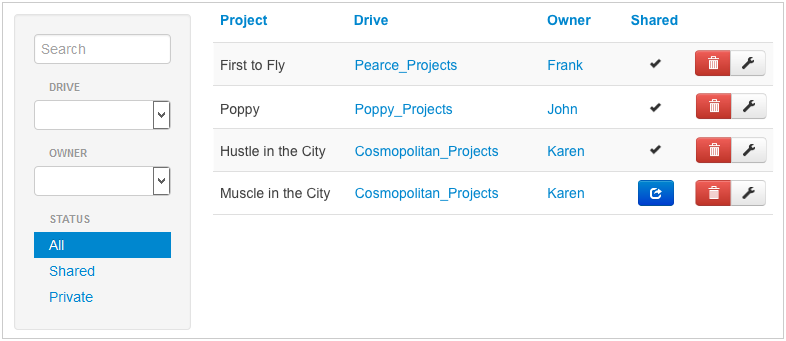 Search
DRIVE
OWNER
STATUS
All
Shared
Private
Project Drive Owner Shared
First to Fly Pearce_Projects Frank
Poppy Poppy_Projects John
Hustle in the City Cosmopolitan_Projects Karen
Muscle in the City Cosmopolitan_Projects Karen